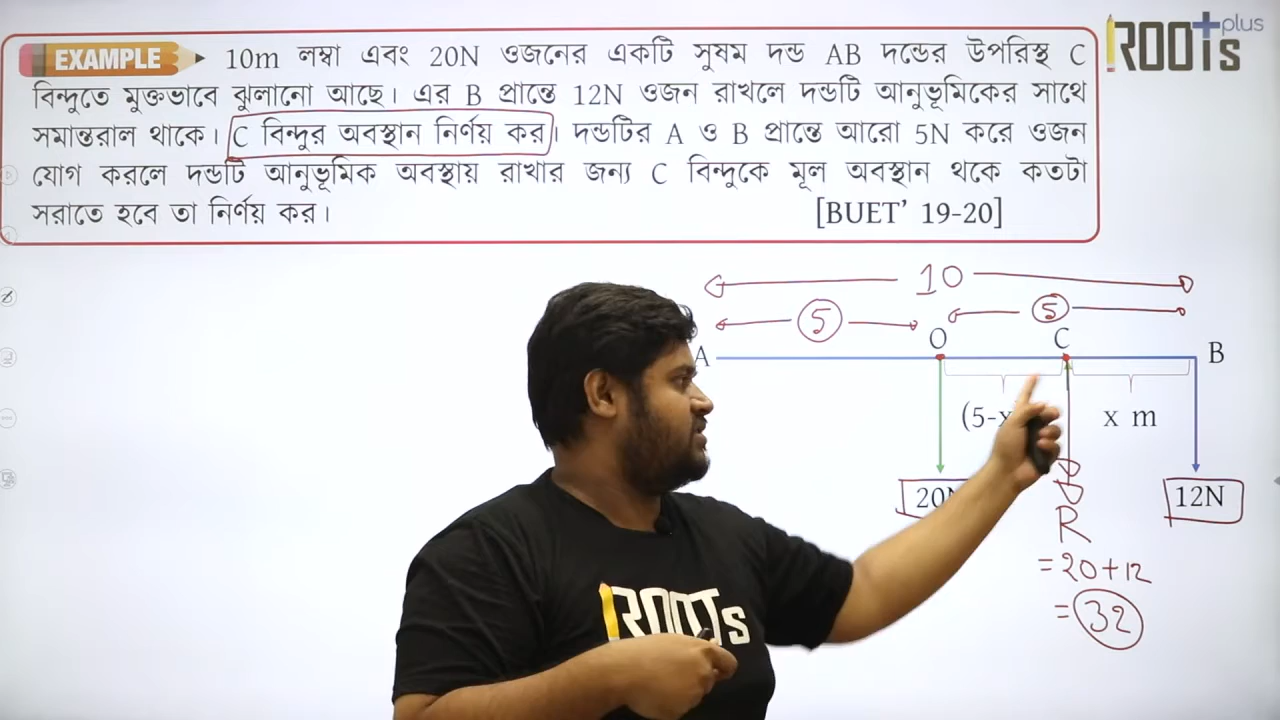 EXAMPLE 10m লম্বা এবং 20N ওজনের একটি সুষম দন্ড AB দন্ডের উপরিস্থ C
বিন্দুতে মুক্তভাবে ঝুলানো আছে। এর B প্রান্তে 12N ওজন রাখলে দন্ডটি আনুভূমিকের সাথে
সমান্তরাল থাকে। C বিন্দুর অবস্থান নির্ণয় কর। দন্ডটির A ও B প্রান্তে আরো 5N করে ওজন
যোগ করলে দন্ডটি আনুভূমিক অবস্থায় রাখার জন্য C বিন্দুকে মূল অবস্থান থকে কতটা
সরাতে হবে তা নির্ণয় কর। [BUET' 19-20]
ROOTs plus
10
5 5
A O C B
(5-x x m
20N 12N
R
= 20+12
= 32
ROOTs